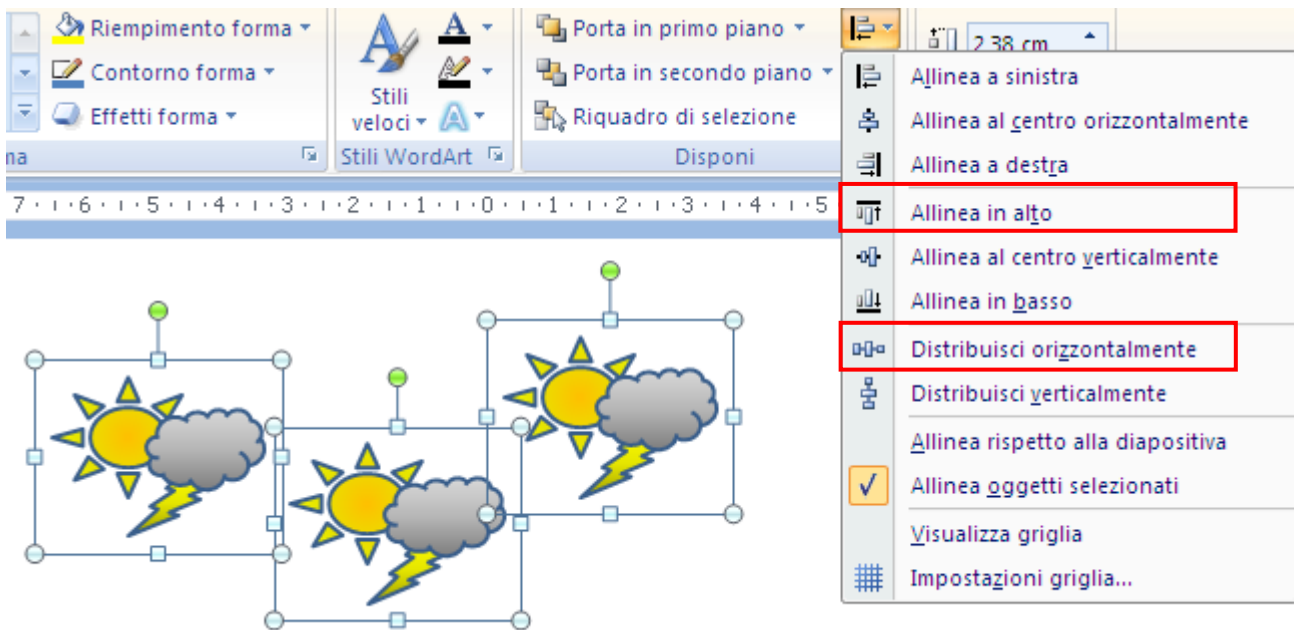 Riempimento forma
Contorno forma
Effetti forma
Stili
veloci
Stili WordArt
Porta in primo piano
Porta in secondo piano
Riquadro di selezione
Disponi
2,38 cm
7 6 5 4 3 2 1 0 1 2 3 4 5
Allinea a sinistra
Allinea al centro orizzontalmente
Allinea a destra
Allinea in alto
Allinea al centro verticalmente
Allinea in basso
Distribuisci orizzontalmente
Distribuisci verticalmente
Allinea rispetto alla diapositiva
Allinea oggetti selezionati
Visualizza griglia
Impostazioni griglia...